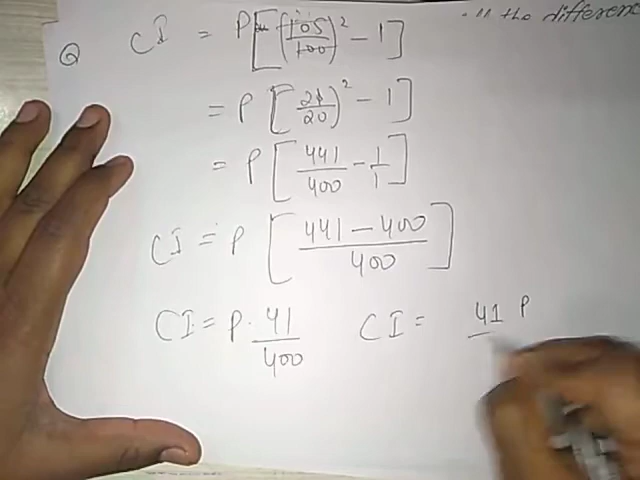 the difference
Q CI = P[(105/100)² - 1]
= P[21/20)² - 1]
= P[441/400 - 1/1]
CI = P[441 - 400/400]
CI = P · 41/400 CI = 41 P